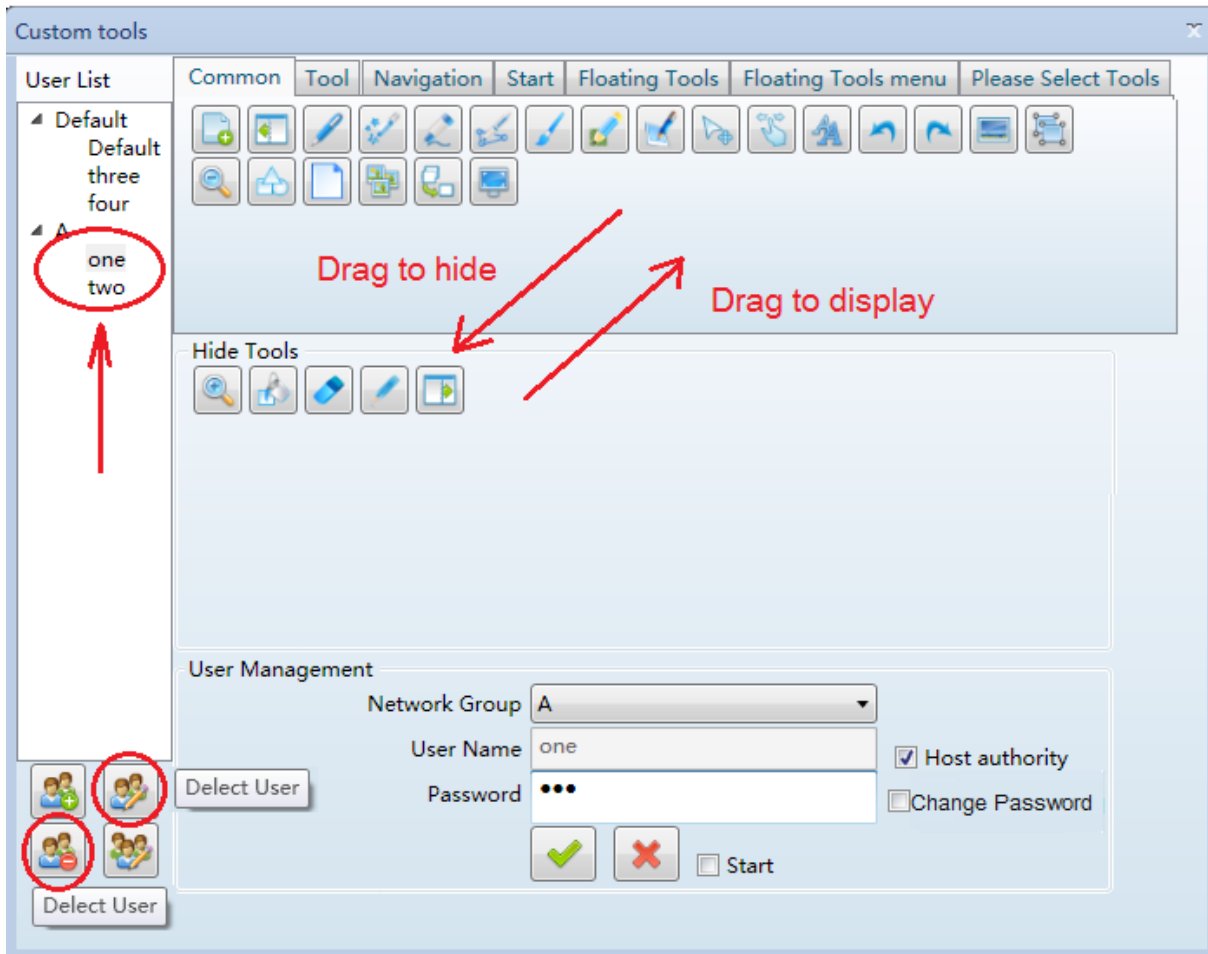 Custom tools
User List
Common Tool Navigation Start Floating Tools Floating Tools menu Please Select Tools
Default
Default
three
four
A
one
two
Drag to hide
Drag to display
Hide Tools
User Management
Network Group A
User Name one
Host authority
Password •••
Change Password
Start
Delect User
Delect User